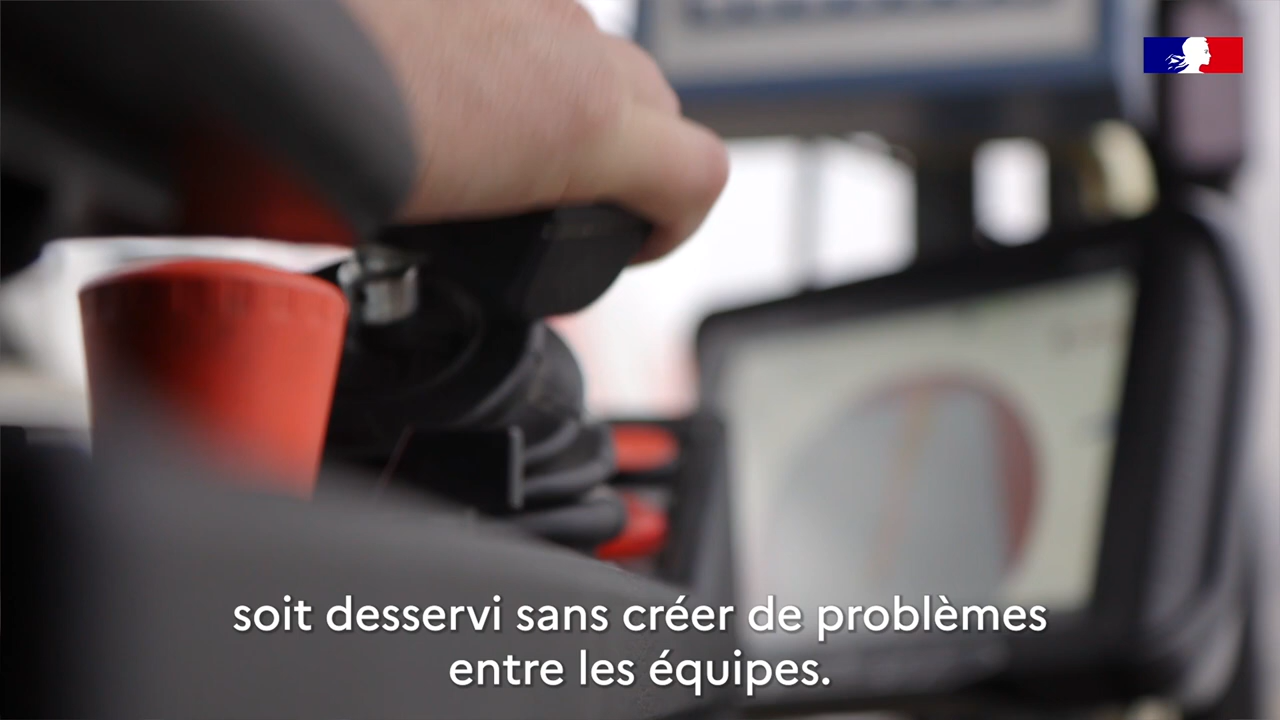 soit desservi sans créer de problèmes
entre les équipes.